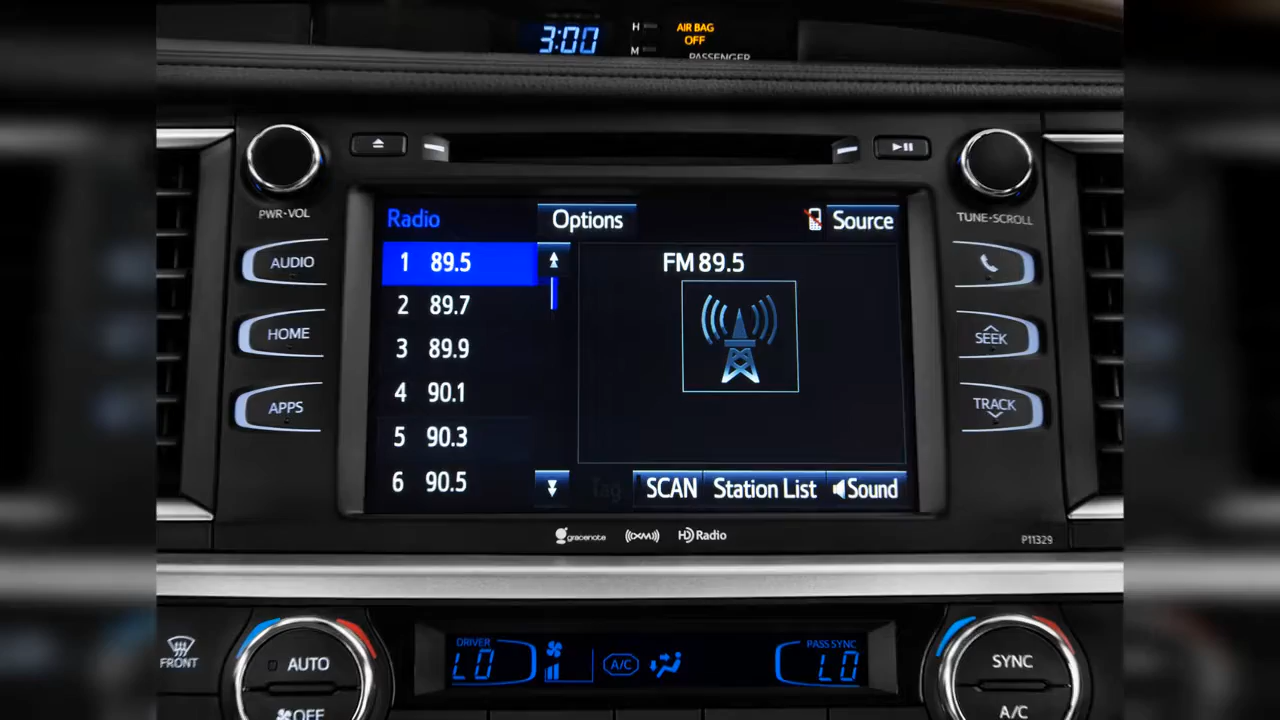 3:00
H
M
AIR BAG
OFF
PASSENGER
PWR·VOL
TUNE·SCROLL
AUDIO
HOME
APPS
SEEK
TRACK
Radio
Options
Source
1 89.5
2 89.7
3 89.9
4 90.1
5 90.3
6 90.5
FM 89.5
Tag
SCAN
Station List
Sound
gracenote
(((XM)))
HD Radio
P11329
FRONT
AUTO
OFF
DRIVER
LO
A/C
PASS SYNC
LO
SYNC
A/C